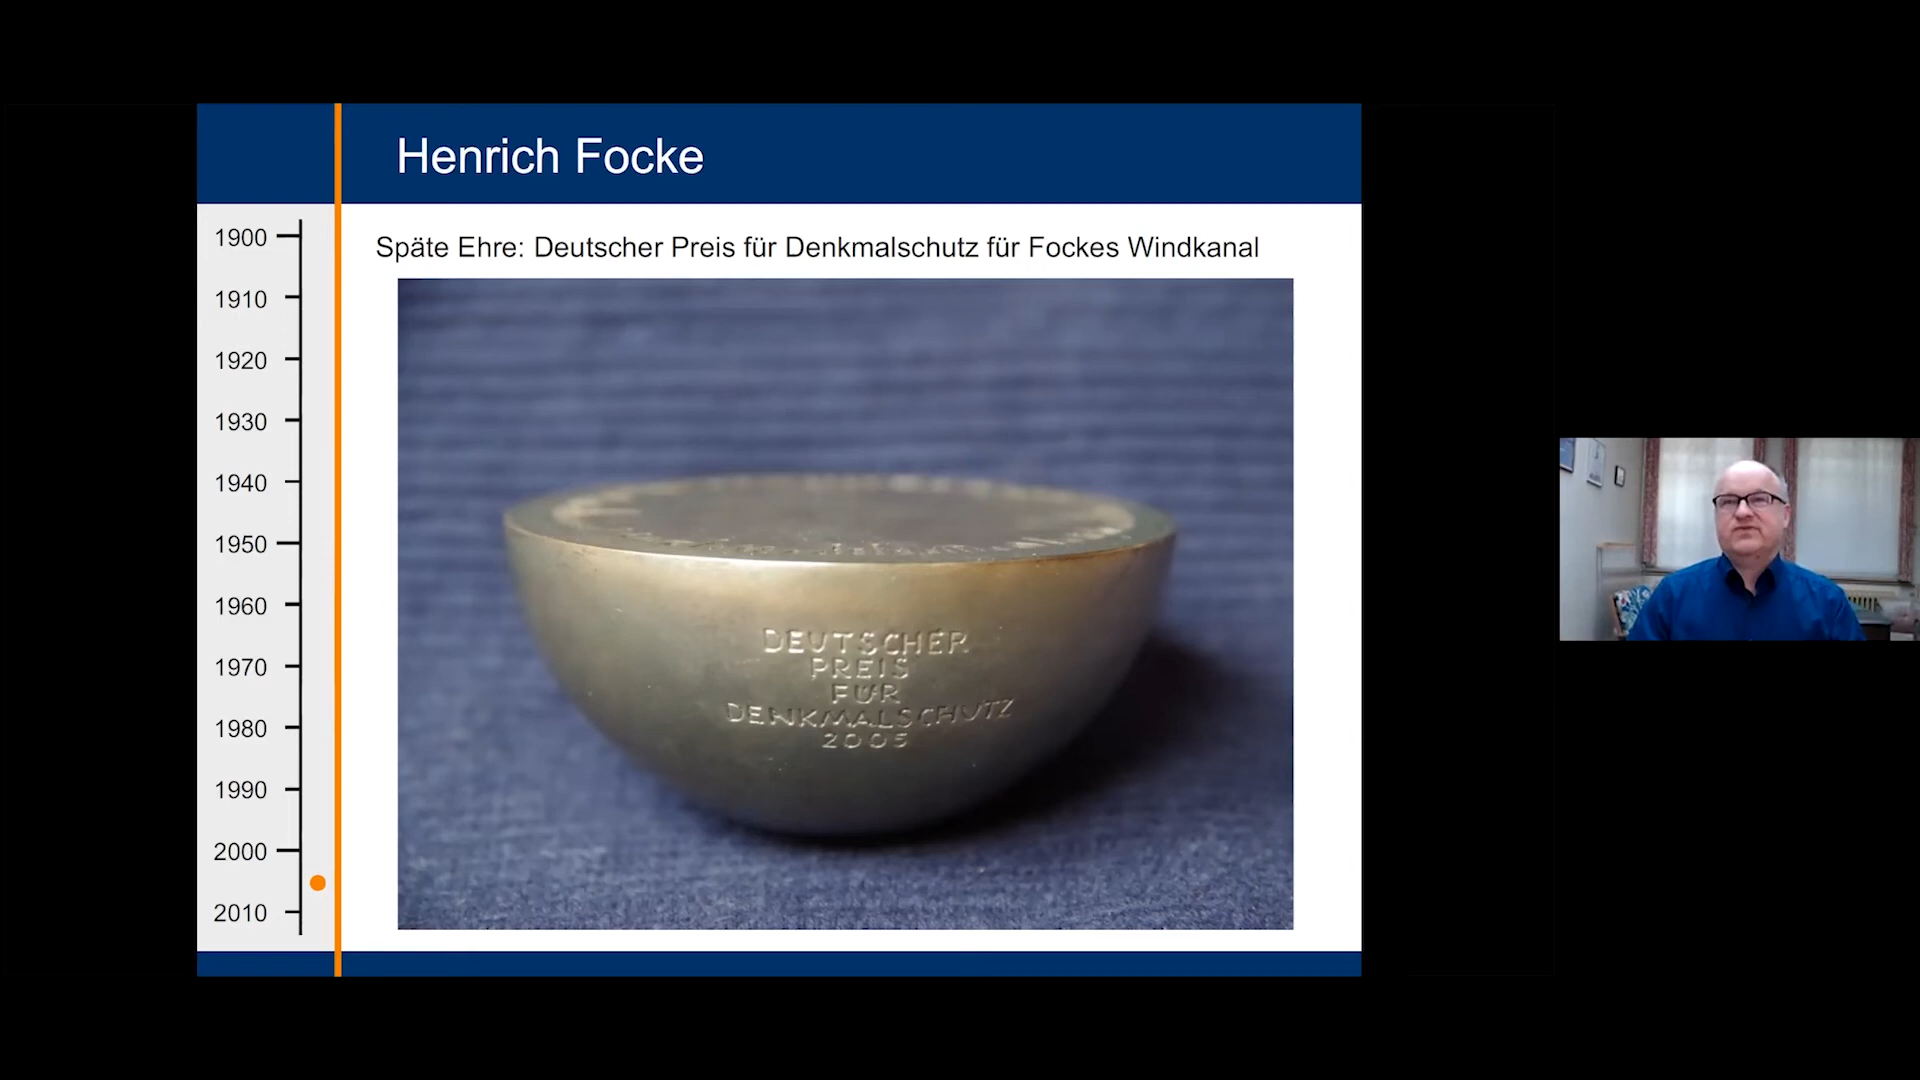 Henrich Focke
Späte Ehre: Deutscher Preis für Denkmalschutz für Fockes Windkanal
1900
1910
1920
1930
1940
1950
1960
1970
1980
1990
2000
2010
DEUTSCHER
PREIS
FÜR
DENKMALSCHUTZ
2005